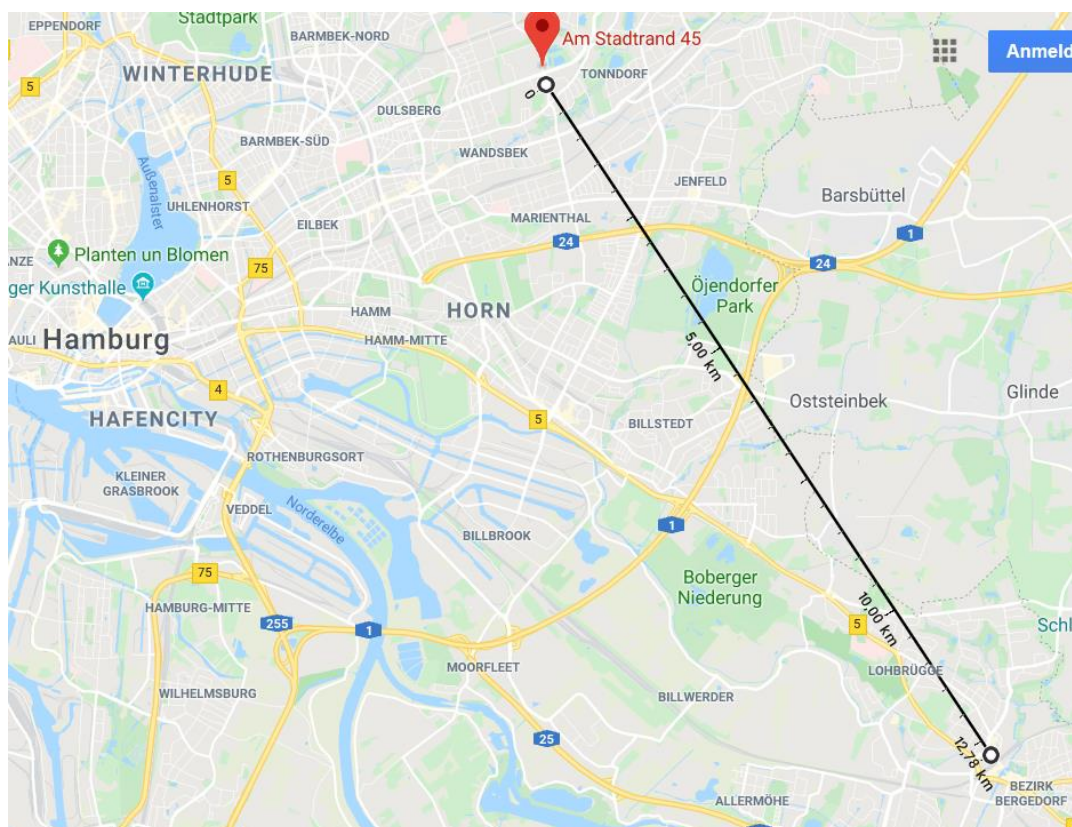 Stadtpark
EPPENDORF
BARMBEK-NORD
Am Stadtrand 45
Anmeld
WINTERHUDE
TONNDORF
5
0
DULSBERG
BARMBEK-SÜD
WANDSBEK
Außenalster
5
JENFELD
UHLENHORST
Barsbüttel
EILBEK
MARIENTHAL
1
24
Planten un Blomen
ANZE
75
24
ger Kunsthalle
Öjendorfer
Park
HAMM
HORN
AULI
Hamburg
HAMM-MITTE
5,00 km
4
Glinde
Oststeinbek
HAFENCITY
5
BILLSTEDT
ROTHENBURGSORT
KLEINER
GRASBROOK
Norderelbe
VEDDEL
1
BILLBROOK
75
Boberger
Niederung
HAMBURG-MITTE
10,00 km
255
1
5
Schl
MOORFLEET
LOHBRÜGGE
WILHELMSBURG
BILLWERDER
25
12,78 km
BEZIRK
BERGEDORF
ALLERMÖHE